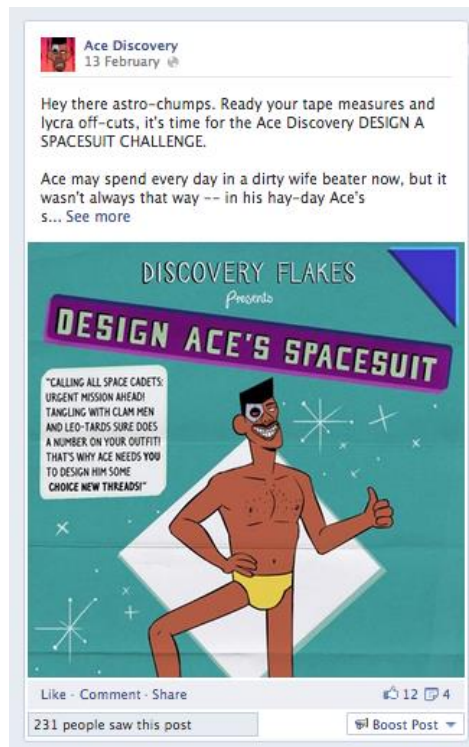 Ace Discovery
13 February
Hey there astro-chumps. Ready your tape measures and
lycra off-cuts, it's time for the Ace Discovery DESIGN A
SPACESUIT CHALLENGE.
Ace may spend every day in a dirty wife beater now, but it
wasn't always that way -- in his hay-day Ace's
s... See more
DISCOVERY FLAKES
Presents
DESIGN ACE'S SPACESUIT
"CALLING ALL SPACE CADETS:
URGENT MISSION AHEAD!
TANGLING WITH CLAM MEN
AND LEO-TARDS SURE DOES
A NUMBER ON YOUR OUTFIT!
THAT'S WHY ACE NEEDS YOU
TO DESIGN HIM SOME
CHOICE NEW THREADS!"
Like · Comment · Share 12 4
231 people saw this post Boost Post